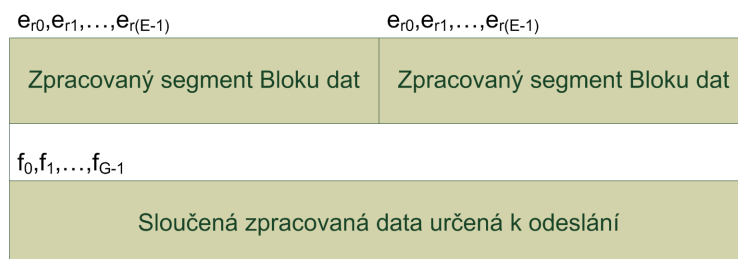 e_r0,e_r1,…,e_r(E-1) e_r0,e_r1,…,e_r(E-1)
Zpracovaný segment Bloku dat Zpracovaný segment Bloku dat
f_0,f_1,…,f_G-1
Sloučená zpracovaná data určená k odeslání